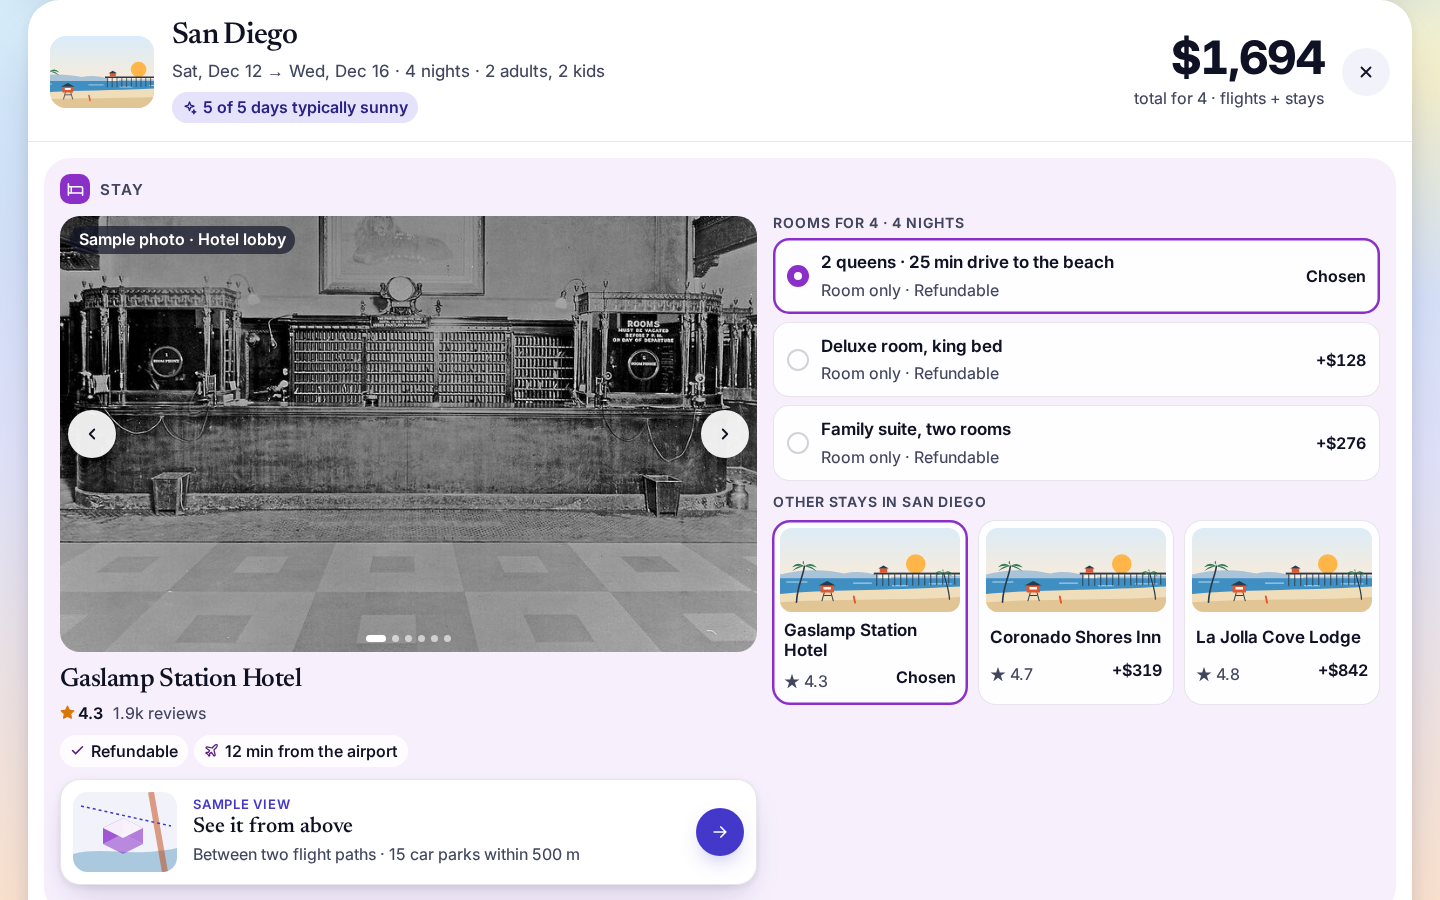 San Diego
Sat, Dec 12 → Wed, Dec 16 · 4 nights · 2 adults, 2 kids
5 of 5 days typically sunny
$1,694
total for 4 · flights + stays
STAY
Sample photo · Hotel lobby
ROOMS
MUST BE VACATED
BEFORE 7 P.M.
ON DAY OF DEPARTURE
Gaslamp Station Hotel
4.3 1.9k reviews
Refundable
12 min from the airport
SAMPLE VIEW
See it from above
Between two flight paths · 15 car parks within 500 m
ROOMS FOR 4 · 4 NIGHTS
2 queens · 25 min drive to the beach
Room only · Refundable
Chosen
Deluxe room, king bed
Room only · Refundable
+$128
Family suite, two rooms
Room only · Refundable
+$276
OTHER STAYS IN SAN DIEGO
Gaslamp Station
Hotel
★ 4.3
Chosen
Coronado Shores Inn
★ 4.7
+$319
La Jolla Cove Lodge
★ 4.8
+$842